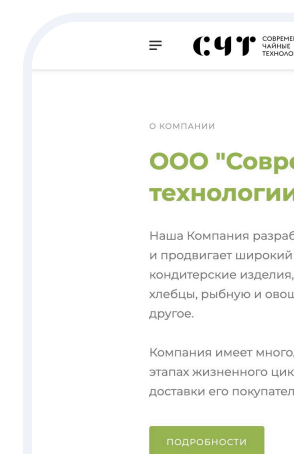 СЧТ
СОВРЕМЕ
ЧАЙНЫЕ
ТЕХНОЛО
О КОМПАНИИ
ООО "Совре
технологии
Наша Компания разраб
и продвигает широкий
кондитерские изделия,
хлебцы, рыбную и овощ
другое.
Компания имеет много
этапах жизненного цик
доставки его покупател
ПОДРОБНОСТИ